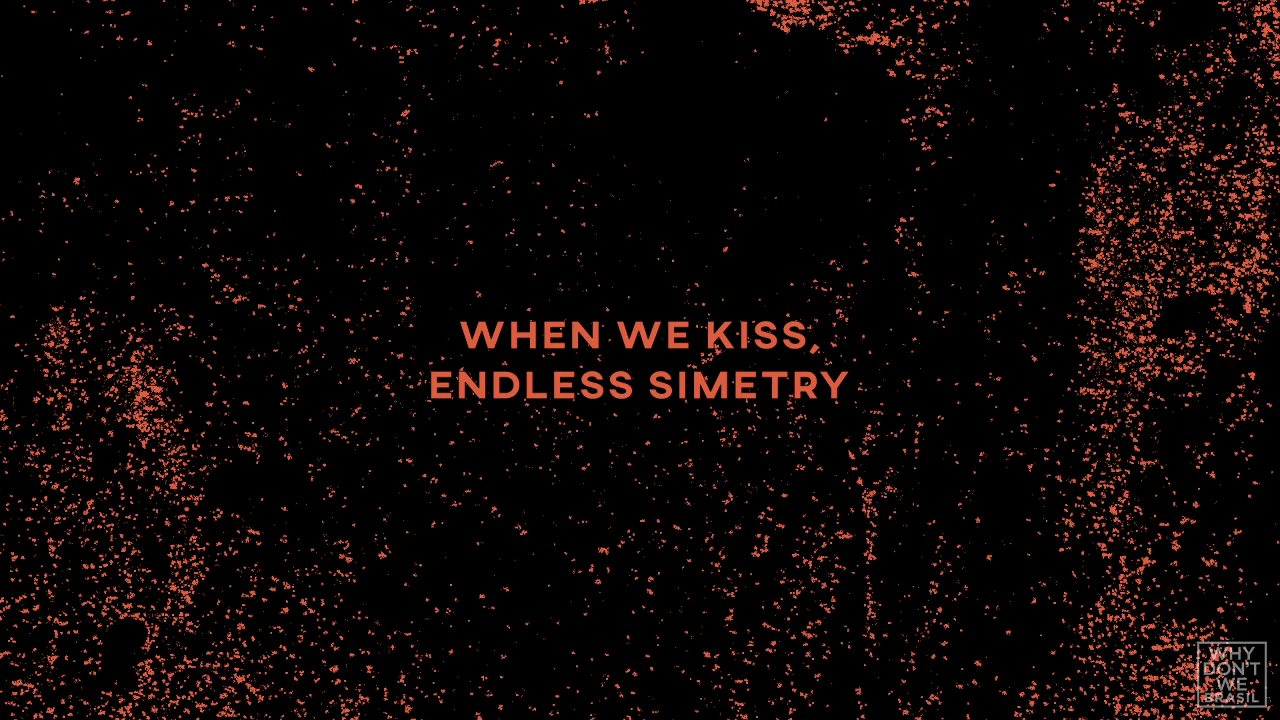 WHEN WE KISS,
ENDLESS SIMETRY
WHY
DON'T
WE
BRASIL